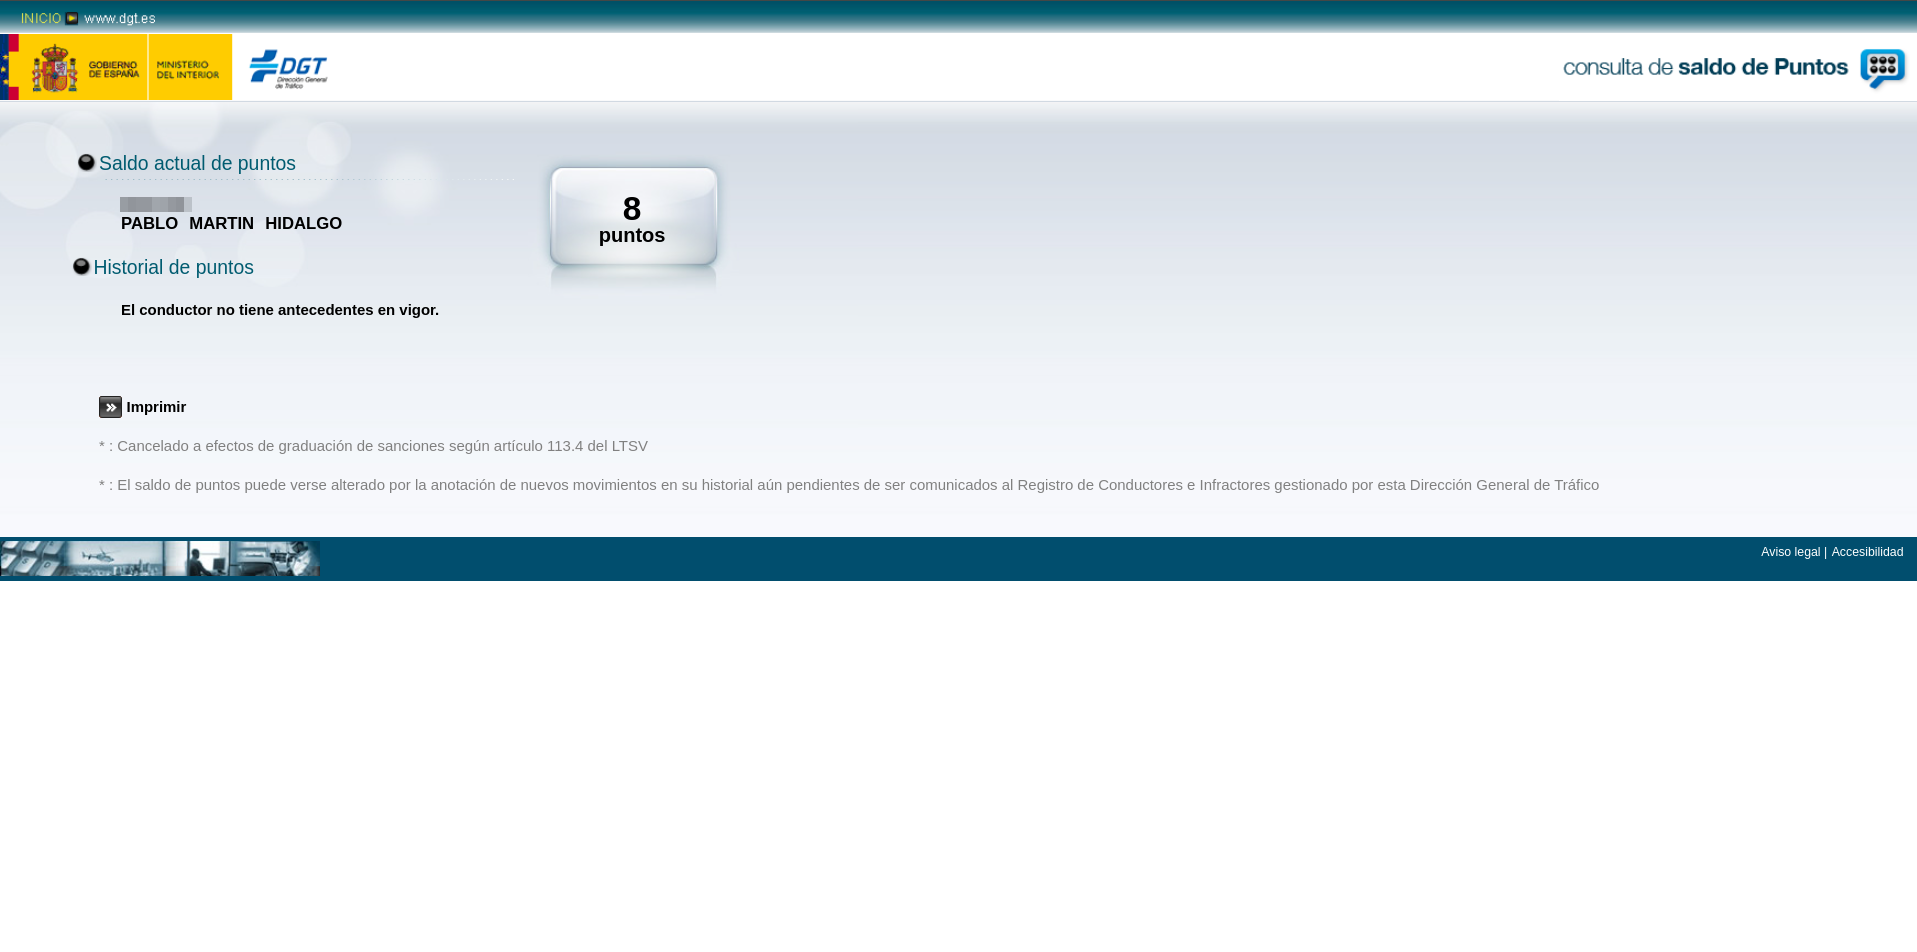 INICIO www.dgt.es
GOBIERNO DE ESPAÑA
MINISTERIO DEL INTERIOR
DGT
Dirección General de Tráfico
consulta de saldo de Puntos
Saldo actual de puntos
8
puntos
PABLO MARTIN HIDALGO
Historial de puntos
El conductor no tiene antecedentes en vigor.
Imprimir
* : Cancelado a efectos de graduación de sanciones según artículo 113.4 del LTSV
* : El saldo de puntos puede verse alterado por la anotación de nuevos movimientos en su historial aún pendientes de ser comunicados al Registro de Conductores e Infractores gestionado por esta Dirección General de Tráfico
Aviso legal | Accesibilidad